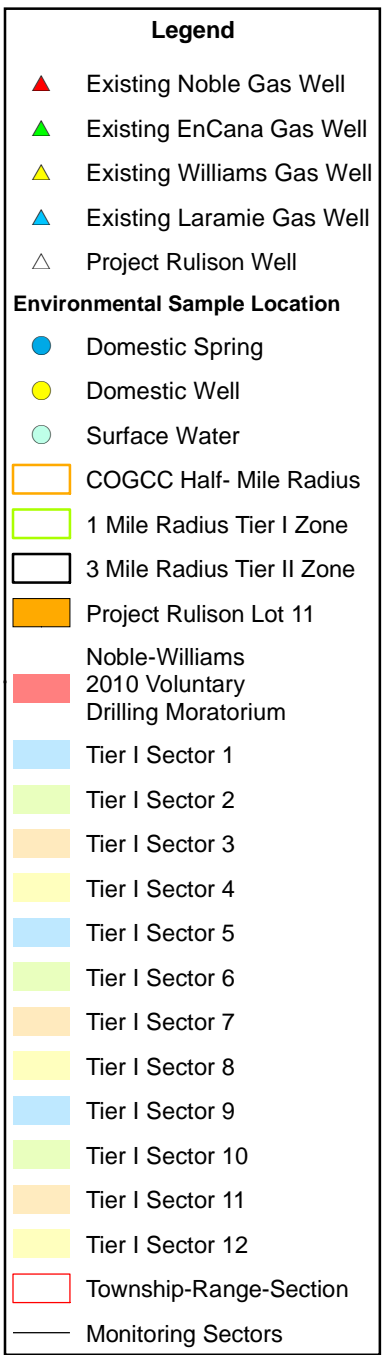 Legend
Existing Noble Gas Well
Existing EnCana Gas Well
Existing Williams Gas Well
Existing Laramie Gas Well
Project Rulison Well
Environmental Sample Location
Domestic Spring
Domestic Well
Surface Water
COGCC Half- Mile Radius
1 Mile Radius Tier I Zone
3 Mile Radius Tier II Zone
Project Rulison Lot 11
Noble-Williams
2010 Voluntary
Drilling Moratorium
Tier I Sector 1
Tier I Sector 2
Tier I Sector 3
Tier I Sector 4
Tier I Sector 5
Tier I Sector 6
Tier I Sector 7
Tier I Sector 8
Tier I Sector 9
Tier I Sector 10
Tier I Sector 11
Tier I Sector 12
Township-Range-Section
Monitoring Sectors